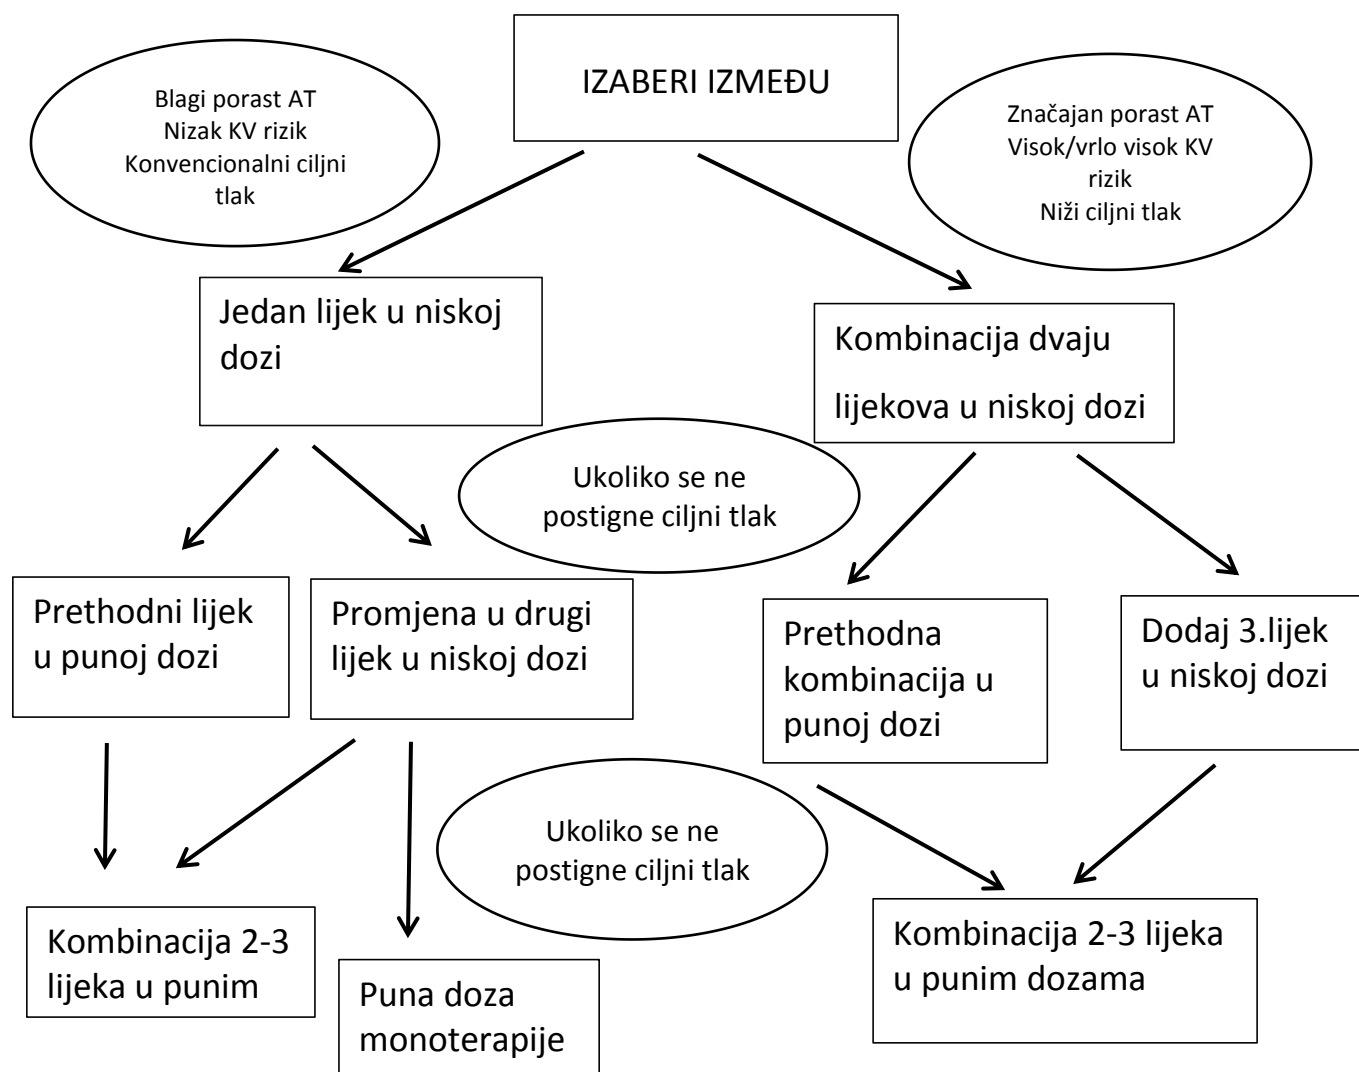 IZABERI IZMEĐU
Blagi porast AT
Nizak KV rizik
Konvencionalni ciljni
tlak
Značajan porast AT
Visok/vrlo visok KV
rizik
Niži ciljni tlak
Jedan lijek u niskoj
dozi
Kombinacija dvaju
lijekova u niskoj dozi
Ukoliko se ne
postigne ciljni tlak
Prethodni lijek
u punoj dozi
Promjena u drugi
lijek u niskoj dozi
Prethodna
kombinacija u
punoj dozi
Dodaj 3.lijek
u niskoj dozi
Ukoliko se ne
postigne ciljni tlak
Kombinacija 2-3
lijeka u punim
Puna doza
monoterapije
Kombinacija 2-3 lijeka
u punim dozama